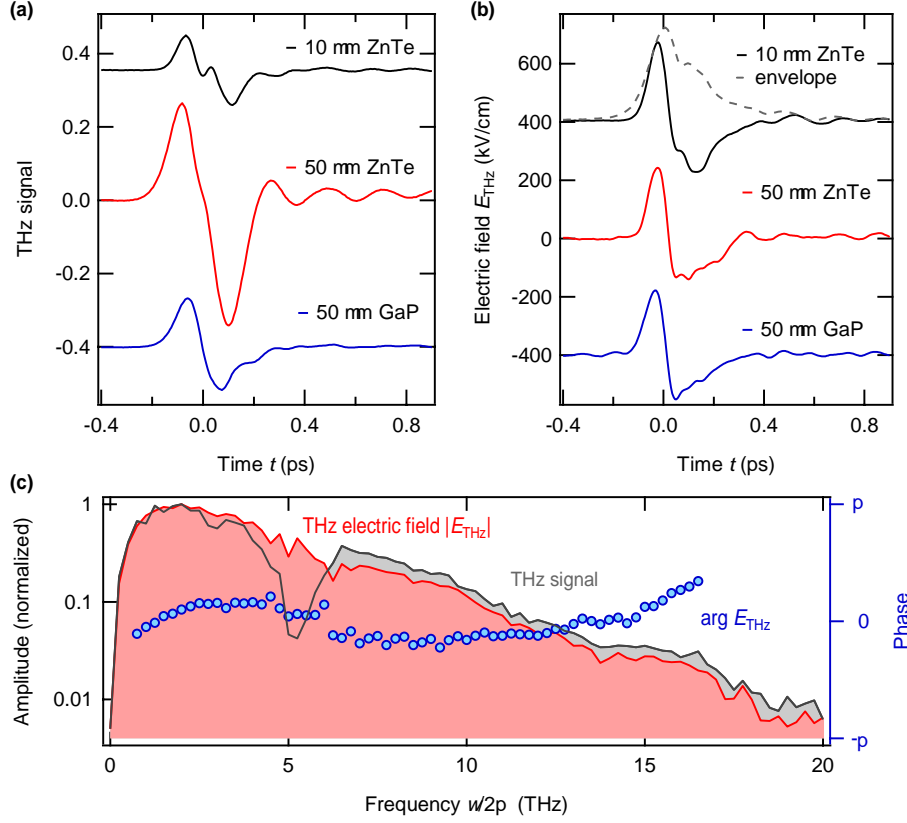 (a)
0.4
0.2
0.0
-0.2
-0.4
THz signal
10 mm ZnTe
50 mm ZnTe
50 mm GaP
-0.4
0.0
0.4
0.8
Time t (ps)
(b)
600
400
200
0
-200
-400
Electric field ETHz (kV/cm)
10 mm ZnTe
envelope
50 mm ZnTe
50 mm GaP
-0.4
0.0
0.4
0.8
Time t (ps)
(c)
1
0.1
0.01
Amplitude (normalized)
THz electric field |ETHz|
THz signal
arg ETHz
p
0
-p
Phase
0
5
10
15
20
Frequency w/2p (THz)